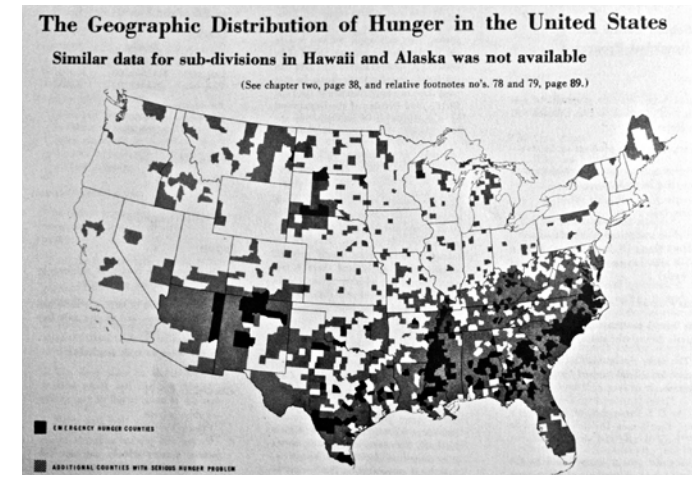 The Geographic Distribution of Hunger in the United States
Similar data for sub-divisions in Hawaii and Alaska was not available
(See chapter two, page 38, and relative footnotes no's. 78 and 79, page 89.)
EMERGENCY HUNGER COUNTIES
ADDITIONAL COUNTIES WITH SERIOUS HUNGER PROBLEM